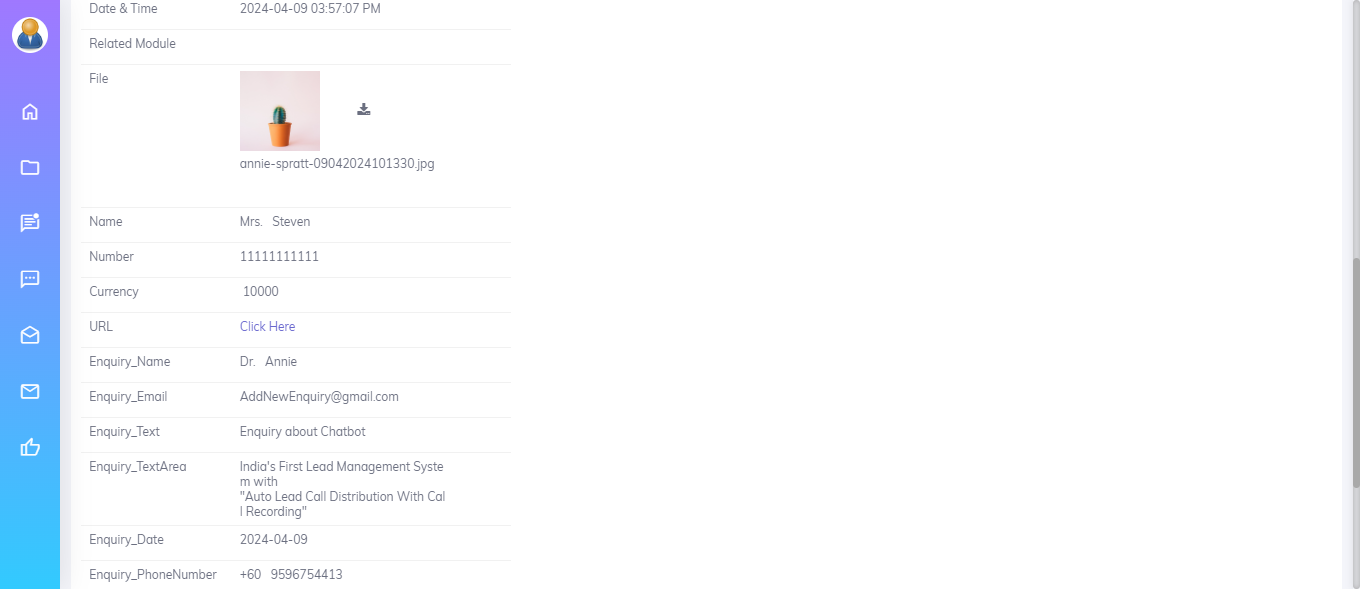 Date & Time 2024-04-09 03:57:07 PM
Related Module
File
annie-spratt-09042024101330.jpg
Name Mrs. Steven
Number 11111111111
Currency 10000
URL Click Here
Enquiry_Name Dr. Annie
Enquiry_Email AddNewEnquiry@gmail.com
Enquiry_Text Enquiry about Chatbot
Enquiry_TextArea India's First Lead Management Syste
m with
"Auto Lead Call Distribution With Cal
l Recording"
Enquiry_Date 2024-04-09
Enquiry_PhoneNumber +60 9596754413